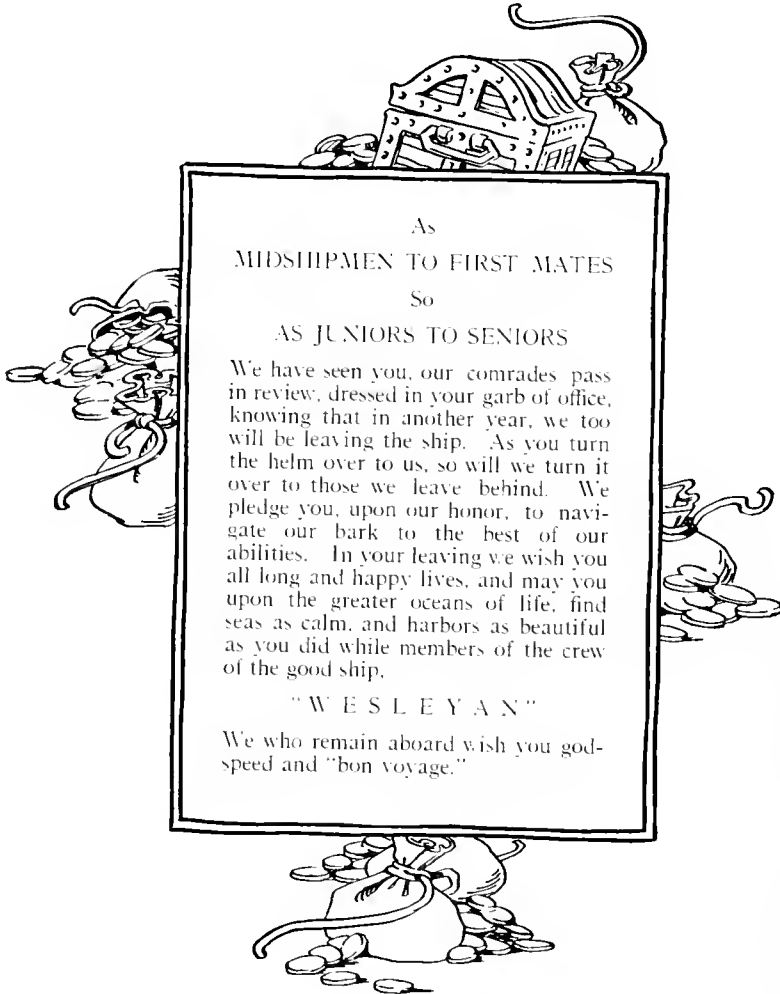 As
MIDSHIPMEN TO FIRST MATES
So
AS JUNIORS TO SENIORS
We have seen you, our comrades pass
in review, dressed in your garb of office,
knowing that in another year, we too
will be leaving the ship. As you turn
the helm over to us, so will we turn it
over to those we leave behind. We
pledge you, upon our honor, to navi-
gate our bark to the best of our
abilities. In your leaving we wish you
all long and happy lives, and may you
upon the greater oceans of life, find
seas as calm, and harbors as beautiful
as you did while members of the crew
of the good ship,
"W E S L E Y A N"
We who remain aboard wish you god-
speed and "bon voyage."